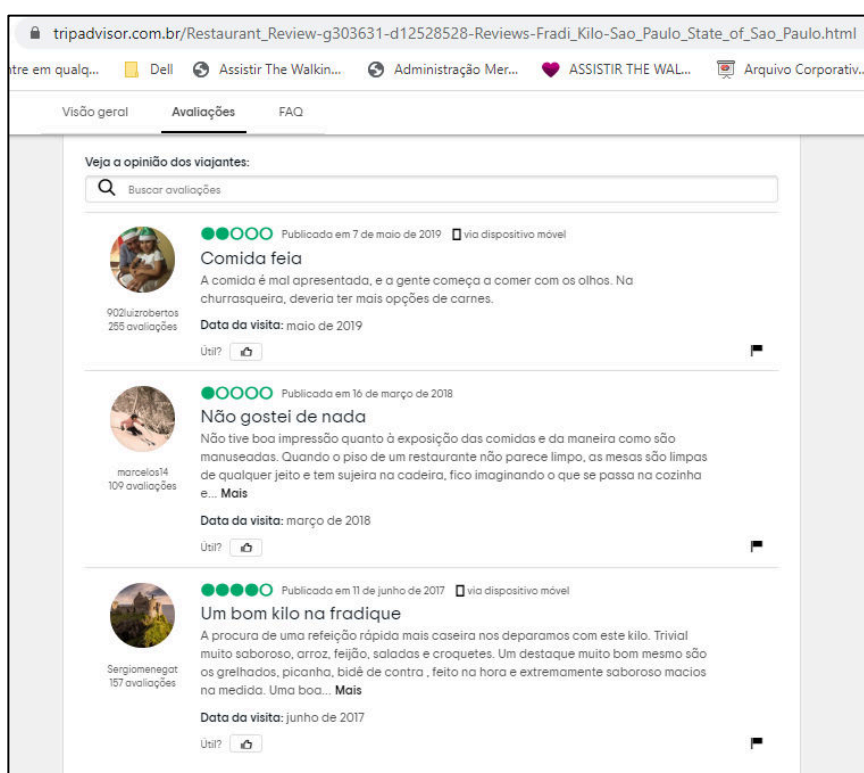 tripadvisor.com.br/Restaurant_Review-g303631-d12528528-Reviews-Fradi_Kilo-Sao_Paulo_State_of_Sao_Paulo.html
ntre em qualq... Dell Assistir The Walkin... Administração Mer... ASSISTIR THE WAL... Arquivo Corporativ...
Visão geral Avaliações FAQ
Veja a opinião dos viajantes:
Buscar avaliações
Publicada em 7 de maio de 2019 via dispositivo móvel
Comida feia
A comida é mal apresentada, e a gente começa a comer com os olhos. Na
churrasqueira, deveria ter mais opções de carnes.
902luizrobertos
255 avaliações
Data da visita: maio de 2019
Útil?
Publicada em 16 de março de 2018
Não gostei de nada
Não tive boa impressão quanto à exposição das comidas e da maneira como são
manuseadas. Quando o piso de um restaurante não parece limpo, as mesas são limpas
de qualquer jeito e tem sujeira na cadeira, fico imaginando o que se passa na cozinha
e... Mais
marcelos14
109 avaliações
Data da visita: março de 2018
Útil?
Publicada em 11 de junho de 2017 via dispositivo móvel
Um bom kilo na fradique
A procura de uma refeição rápida mais caseira nos deparamos com este kilo. Trivial
muito saboroso, arroz, feijão, saladas e croquetes. Um destaque muito bom mesmo são
os grelhados, picanha, bidê de contra , feito na hora e extremamente saboroso macios
na medida. Uma boa... Mais
Sergiomenegat
157 avaliações
Data da visita: junho de 2017
Útil?